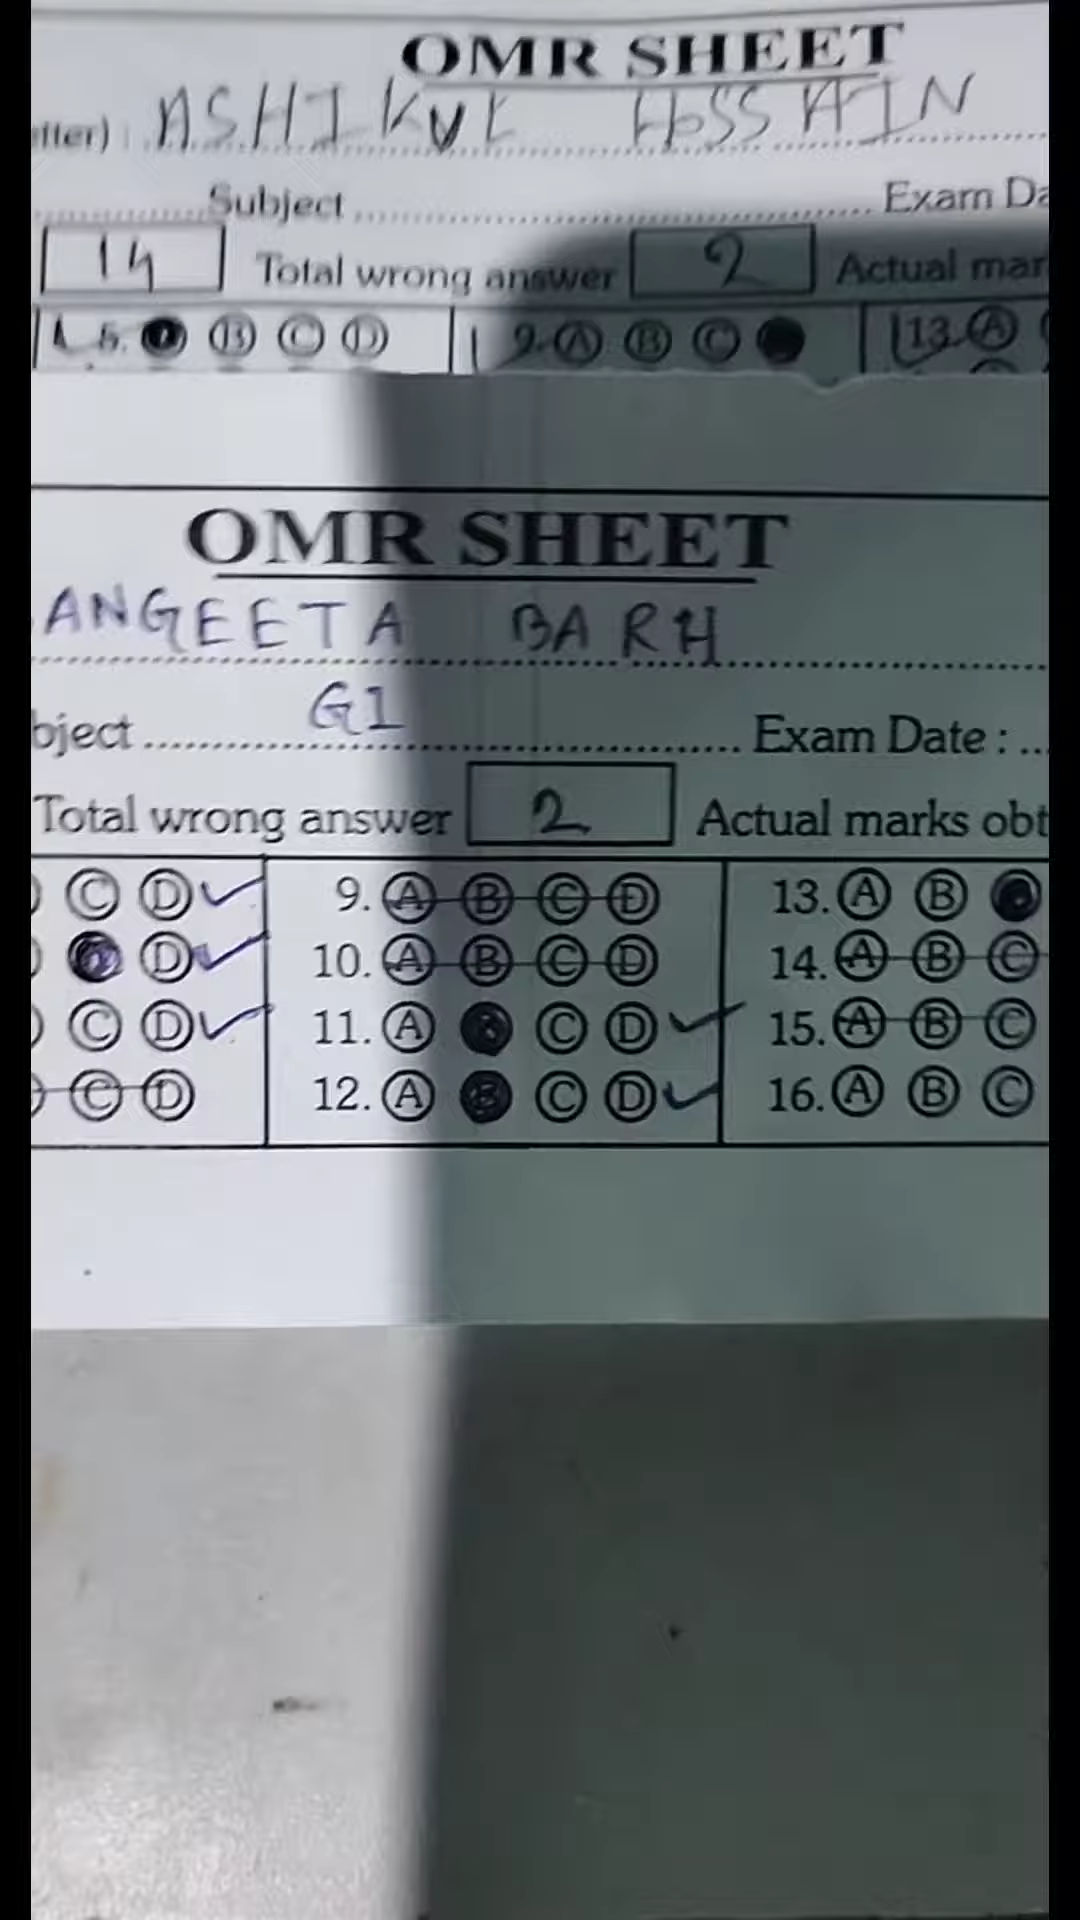 OMR SHEET
etter) : ASHIKUL HOSSAIN
Subject Exam Da
14 Total wrong answer 2 Actual mar
5. A B C D 9. A B C 13. A
OMR SHEET
ANGEETA BARH
bject GI Exam Date :
Total wrong answer 2 Actual marks obt
C D 9. A B C D 13. A B
D 10. A B C D 14. A B C
C D 11. A B C D 15. A B C
C D 12. A B C D 16. A B C